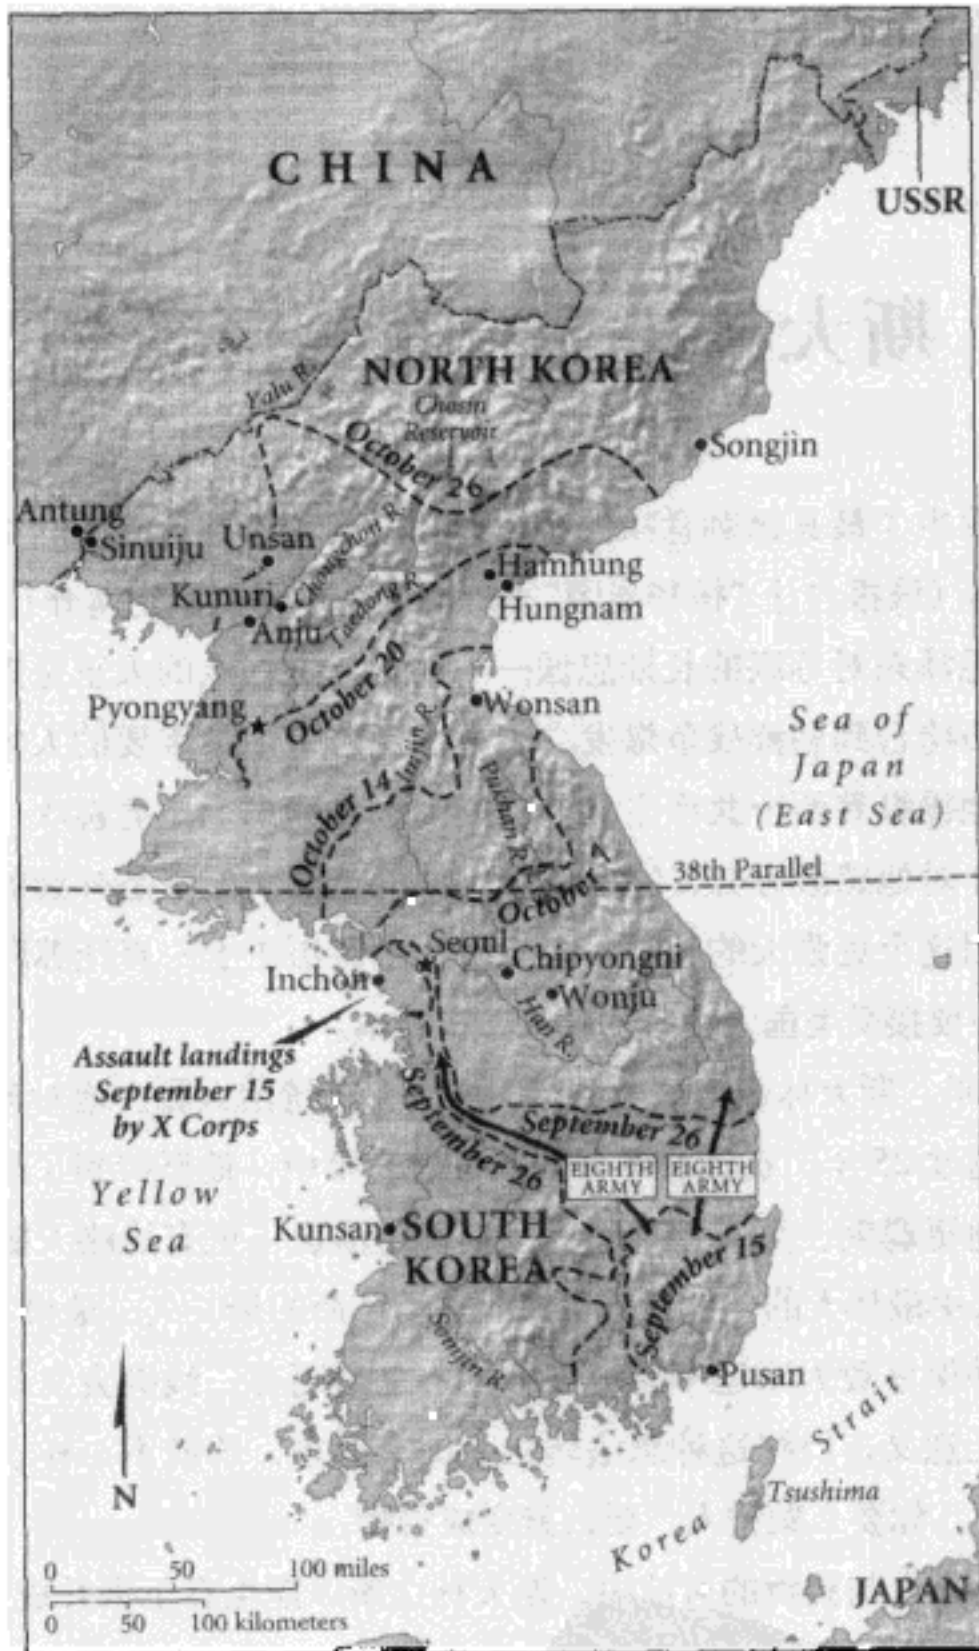 CHINA
USSR
Yalu R.
NORTH KOREA
Chosin
Reservoir
October 26
Songjin
Antung
Sinuiju
Unsan
Chongchon R.
Kunuri
Anju
Taedong R.
Hamhung
Hungnam
October 20
Pyongyang
Wonsan
Imjin R.
Sea of
Japan
(East Sea)
October 14
Pukhan R.
38th Parallel
October 7
Seoul
Inchon
Chipyongni
Wonju
Han R.
Assault landings
September 15
by X Corps
September 26
September 26
EIGHTH
ARMY
EIGHTH
ARMY
Yellow
Sea
Kunsan
SOUTH
KOREA
September 15
Somjin R.
Pusan
Korea Strait
Tsushima
N
0 50 100 miles
0 50 100 kilometers
JAPAN